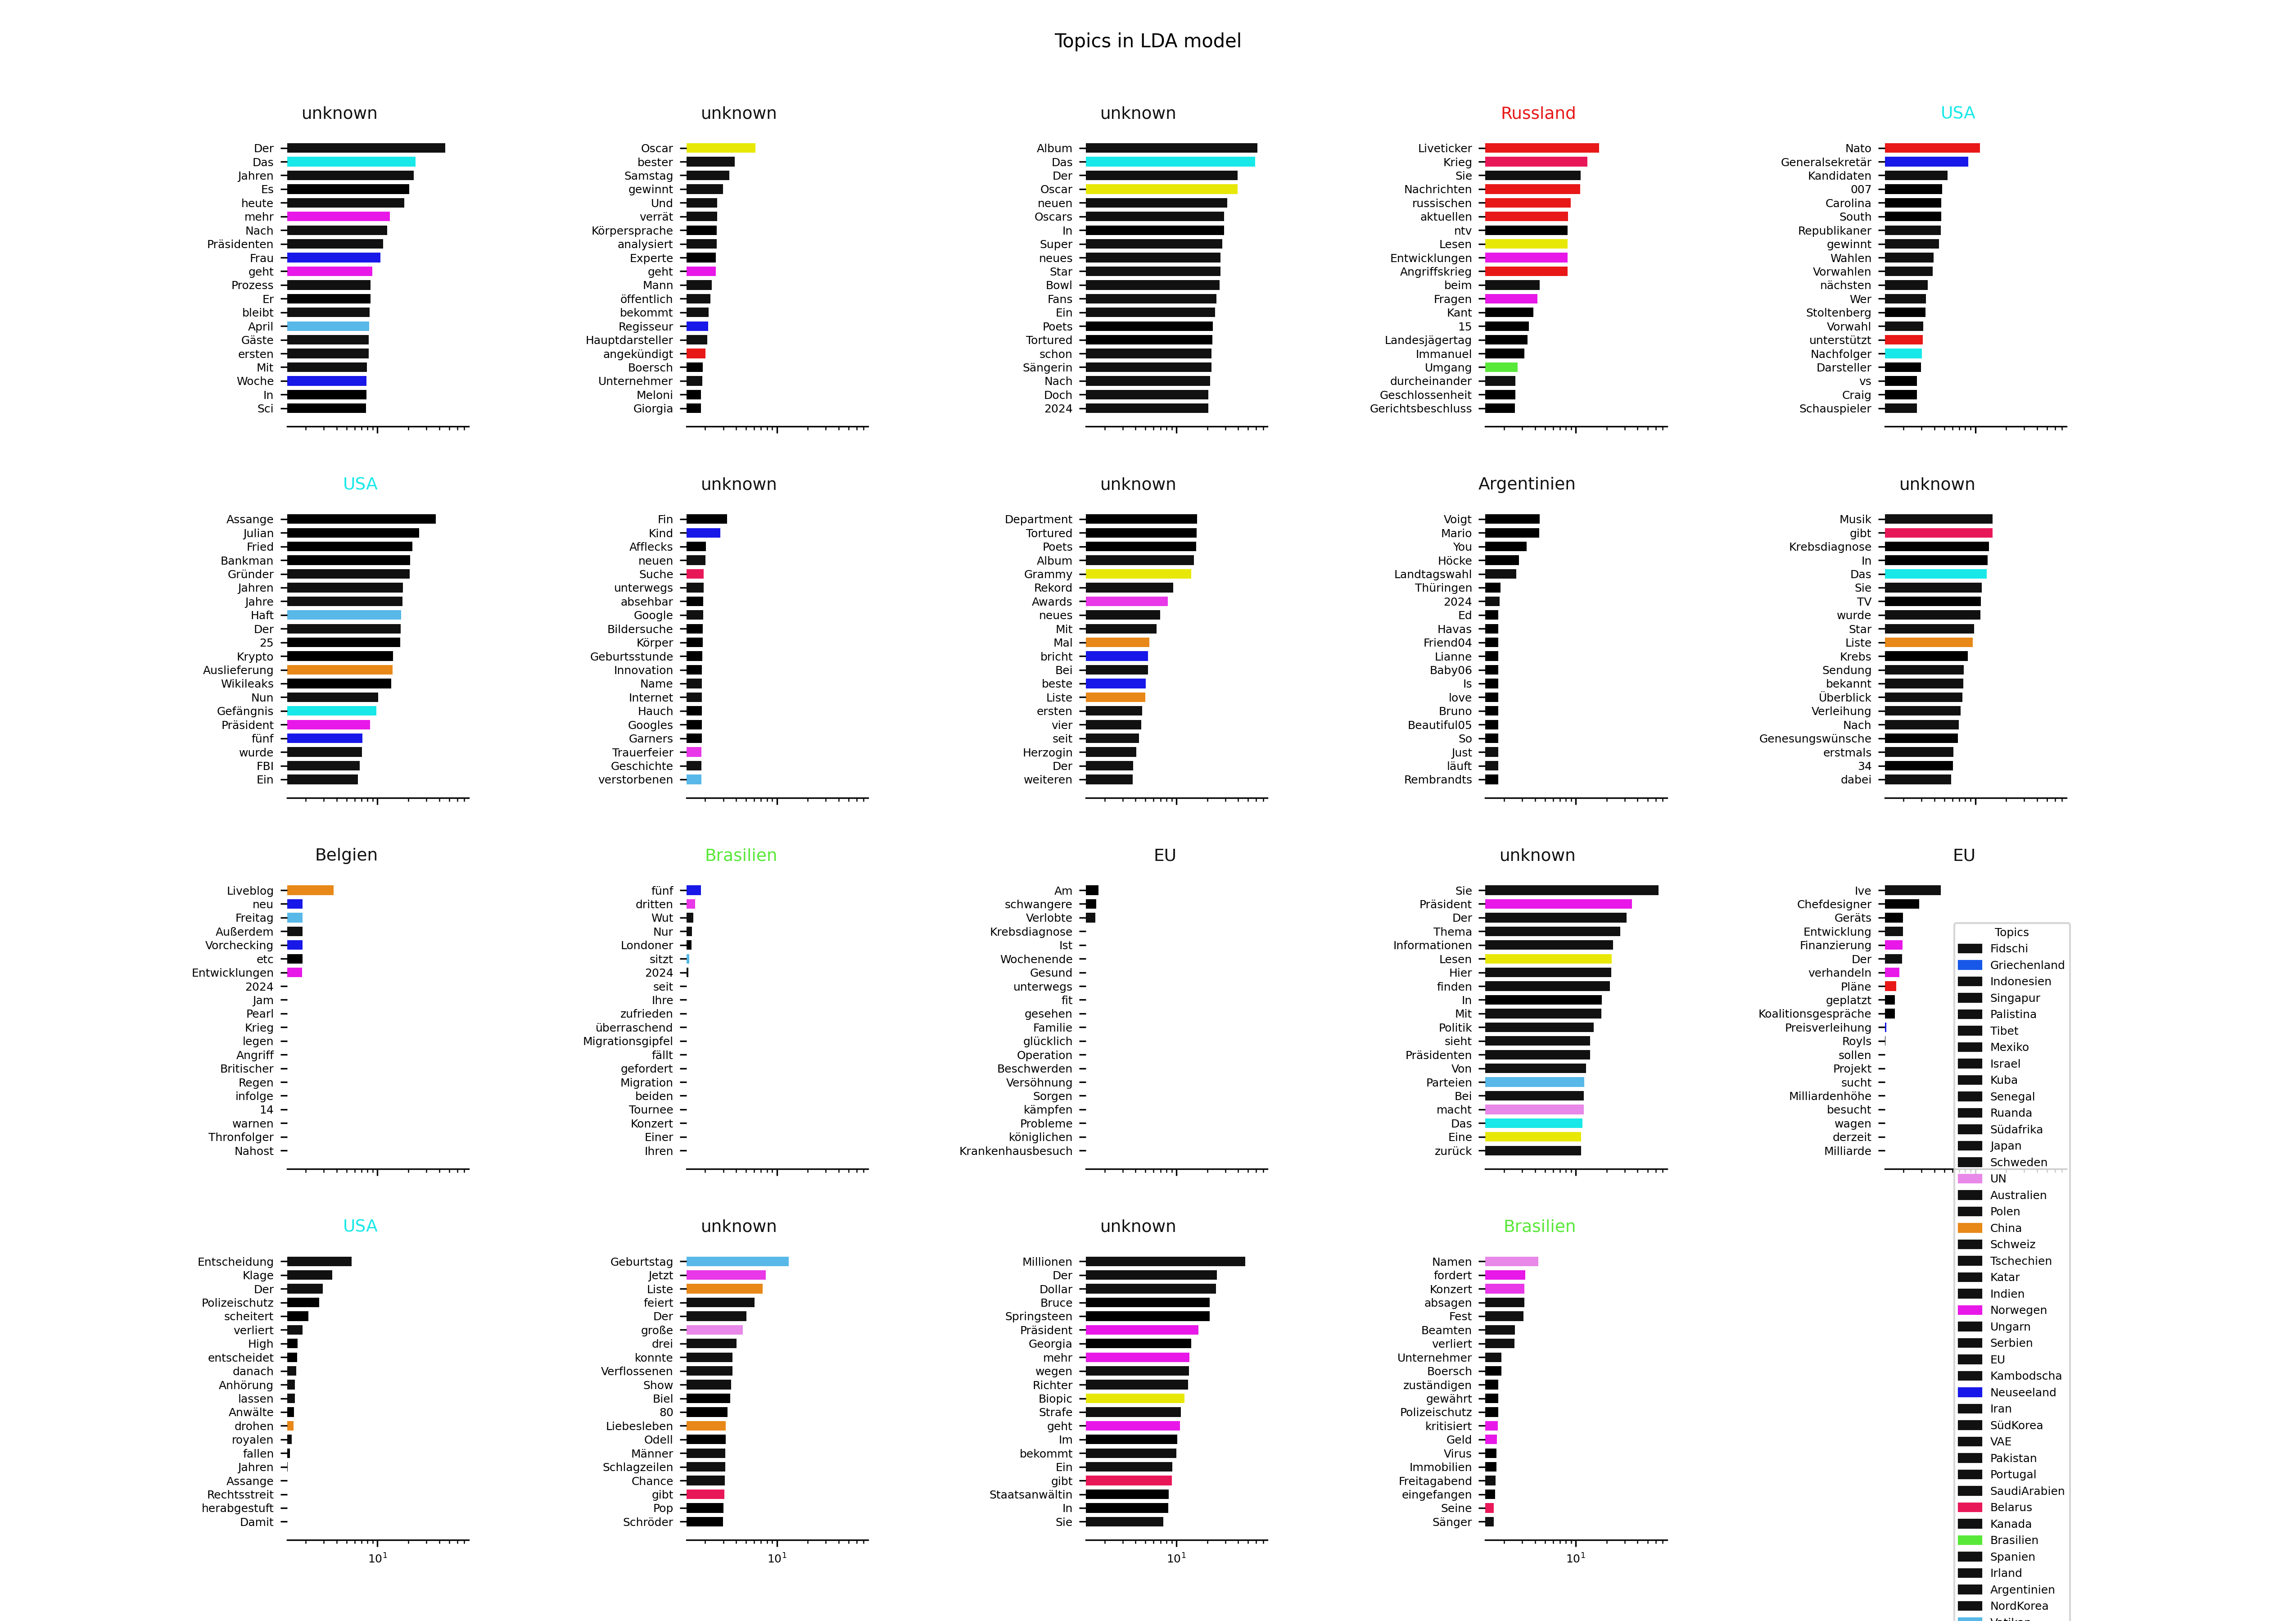 Topics in LDA model
unknown
Der
Das
Jahren
Es
heute
mehr
Nach
Präsidenten
Frau
geht
Prozess
Er
bleibt
April
Gäste
ersten
Mit
Woche
In
Sci
unknown
Oscar
bester
Samstag
gewinnt
Und
verrät
Körpersprache
analysiert
Experte
geht
Mann
öffentlich
bekommt
Regisseur
Hauptdarsteller
angekündigt
Boersch
Unternehmer
Meloni
Giorgia
unknown
Album
Das
Der
Oscar
neuen
Oscars
In
Super
neues
Star
Bowl
Fans
Ein
Poets
Tortured
schon
Sängerin
Nach
Doch
2024
Russland
Liveticker
Krieg
Sie
Nachrichten
russischen
aktuellen
ntv
Lesen
Entwicklungen
Angriffskrieg
beim
Fragen
Kant
15
Landesjägertag
Immanuel
Umgang
durcheinander
Geschlossenheit
Gerichtsbeschluss
USA
Nato
Generalsekretär
Kandidaten
007
Carolina
South
Republikaner
gewinnt
Wahlen
Vorwahlen
nächsten
Wer
Stoltenberg
Vorwahl
unterstützt
Nachfolger
Darsteller
vs
Craig
Schauspieler
USA
Assange
Julian
Fried
Bankman
Gründer
Jahren
Jahre
Haft
Der
25
Krypto
Auslieferung
Wikileaks
Nun
Gefängnis
Präsident
fünf
wurde
FBI
Ein
unknown
Fin
Kind
Afflecks
neuen
Suche
unterwegs
absehbar
Google
Bildersuche
Körper
Geburtsstunde
Innovation
Name
Internet
Hauch
Googles
Garners
Trauerfeier
Geschichte
verstorbenen
unknown
Department
Tortured
Poets
Album
Grammy
Rekord
Awards
neues
Mit
Mal
bricht
Bei
beste
Liste
ersten
vier
seit
Herzogin
Der
weiteren
Argentinien
Voigt
Mario
You
Höcke
Landtagswahl
Thüringen
2024
Ed
Havas
Friend04
Lianne
Baby06
Is
love
Bruno
Beautiful05
So
Just
läuft
Rembrandts
unknown
Musik
gibt
Krebsdiagnose
In
Das
Sie
TV
wurde
Star
Liste
Krebs
Sendung
bekannt
Überblick
Verleihung
Nach
Genesungswünsche
erstmals
34
dabei
Belgien
Liveblog
neu
Freitag
Außerdem
Vorchecking
etc
Entwicklungen
2024
Jam
Pearl
Krieg
legen
Angriff
Britischer
Regen
infolge
14
warnen
Thronfolger
Nahost
Brasilien
fünf
dritten
Wut
Nur
Londoner
sitzt
2024
seit
Ihre
zufrieden
überraschend
Migrationsgipfel
fällt
gefordert
Migration
beiden
Tournee
Konzert
Einer
Ihren
EU
Am
schwangere
Verlobte
Krebsdiagnose
Ist
Wochenende
Gesund
unterwegs
fit
gesehen
Familie
glücklich
Operation
Beschwerden
Versöhnung
Sorgen
kämpfen
Probleme
königlichen
Krankenhausbesuch
unknown
Sie
Präsident
Der
Thema
Informationen
Lesen
Hier
finden
In
Mit
Politik
sieht
Präsidenten
Von
Parteien
Bei
macht
Das
Eine
zurück
EU
Ive
Chefdesigner
Geräts
Entwicklung
Finanzierung
Der
verhandeln
Pläne
geplatzt
Koalitionsgespräche
Preisverleihung
Royls
sollen
Projekt
sucht
Milliardenhöhe
besucht
wagen
derzeit
Milliarde
USA
Entscheidung
Klage
Der
Polizeischutz
scheitert
verliert
High
entscheidet
danach
Anhörung
lassen
Anwälte
drohen
royalen
fallen
Jahren
Assange
Rechtsstreit
herabgestuft
Damit
10¹
unknown
Geburtstag
Jetzt
Liste
feiert
Der
große
drei
konnte
Verflossenen
Show
Biel
80
Liebesleben
Odell
Männer
Schlagzeilen
Chance
gibt
Pop
Schröder
10¹
unknown
Millionen
Der
Dollar
Bruce
Springsteen
Präsident
Georgia
mehr
wegen
Richter
Biopic
Strafe
geht
Im
bekommt
Ein
gibt
Staatsanwältin
In
Sie
10¹
Brasilien
Namen
fordert
Konzert
absagen
Fest
Beamten
verliert
Unternehmer
Boersch
zuständigen
gewährt
Polizeischutz
kritisiert
Geld
Virus
Immobilien
Freitagabend
eingefangen
Seine
Sänger
10¹
Topics
Fidschi
Griechenland
Indonesien
Singapur
Palistina
Tibet
Mexiko
Israel
Kuba
Senegal
Ruanda
Südafrika
Japan
Schweden
UN
Australien
Polen
China
Schweiz
Tschechien
Katar
Indien
Norwegen
Ungarn
Serbien
EU
Kambodscha
Neuseeland
Iran
SüdKorea
VAE
Pakistan
Portugal
SaudiArabien
Belarus
Kanada
Brasilien
Spanien
Irland
Argentinien
NordKorea